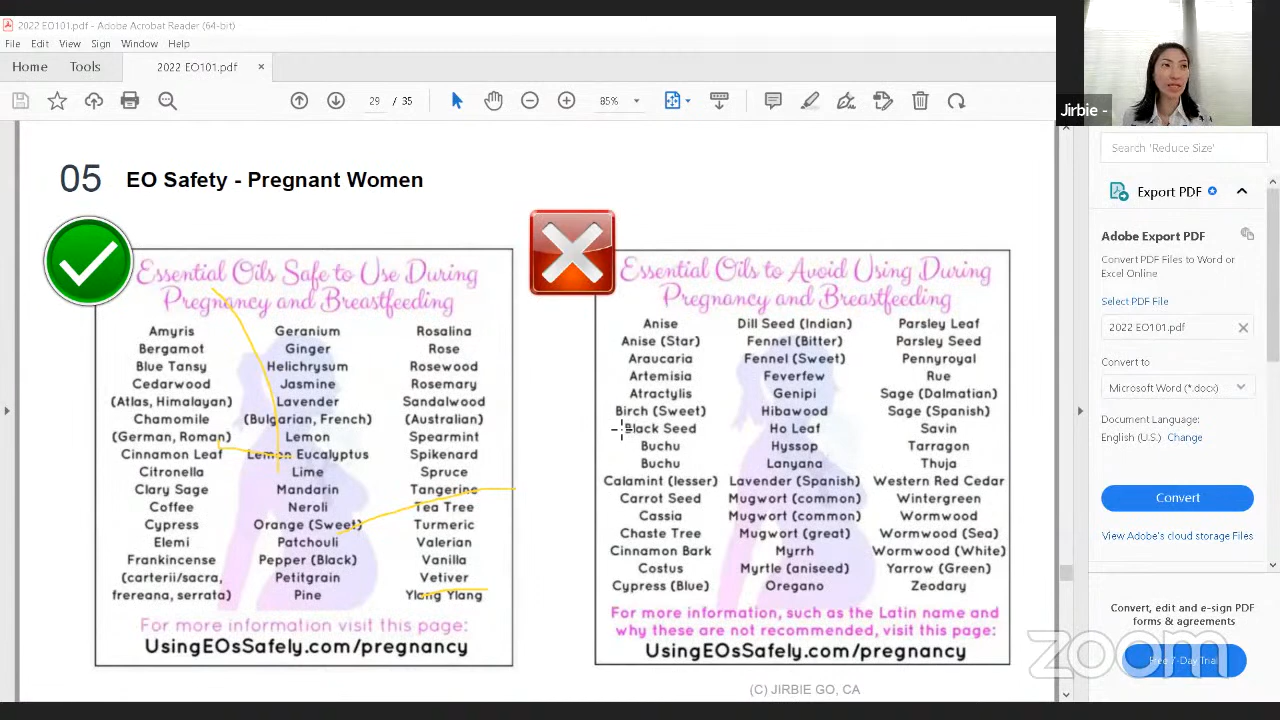 2022 EO101.pdf - Adobe Acrobat Reader (64-bit)
File Edit View Sign Window Help
Home Tools 2022 EO101.pdf ×
29 / 35 85%
Jirbie -
05 EO Safety - Pregnant Women
Essential Oils Safe to Use During
Pregnancy and Breastfeeding
Amyris Geranium Rosalina
Bergamot Ginger Rose
Blue Tansy Helichrysum Rosewood
Cedarwood Jasmine Rosemary
(Atlas, Himalayan) Lavender Sandalwood
Chamomile (Bulgarian, French) (Australian)
(German, Roman) Lemon Spearmint
Cinnamon Leaf Lemon Eucalyptus Spikenard
Citronella Lime Spruce
Clary Sage Mandarin Tangerine
Coffee Neroli Tea Tree
Cypress Orange (Sweet) Turmeric
Elemi Patchouli Valerian
Frankincense Pepper (Black) Vanilla
(carterii/sacra, Petitgrain Vetiver
frereana, serrata) Pine Ylang Ylang
For more information visit this page:
UsingEOsSafely.com/pregnancy
Essential Oils to Avoid Using During
Pregnancy and Breastfeeding
Anise Dill Seed (Indian) Parsley Leaf
Anise (Star) Fennel (Bitter) Parsley Seed
Araucaria Fennel (Sweet) Pennyroyal
Artemisia Feverfew Rue
Atractylis Genipi Sage (Dalmatian)
Birch (Sweet) Hibawood Sage (Spanish)
Black Seed Ho Leaf Savin
Buchu Hyssop Tarragon
Buchu Lanyana Thuja
Calamint (lesser) Lavender (Spanish) Western Red Cedar
Carrot Seed Mugwort (common) Wintergreen
Cassia Mugwort (common) Wormwood
Chaste Tree Mugwort (great) Wormwood (Sea)
Cinnamon Bark Myrrh Wormwood (White)
Costus Myrtle (aniseed) Yarrow (Green)
Cypress (Blue) Oregano Zeodary
For more information, such as the Latin name and
why these are not recommended, visit this page:
UsingEOsSafely.com/pregnancy
(C) JIRBIE GO, CA
Search 'Reduce Size'
Export PDF
Adobe Export PDF
Convert PDF Files to Word or
Excel Online
Select PDF File
2022 EO101.pdf
Convert to
Microsoft Word (*.docx)
Document Language:
English (U.S.) Change
Convert
View Adobe's cloud storage Files
Convert, edit and e-sign PDF
forms & agreements
Free 7-Day Trial
zoom